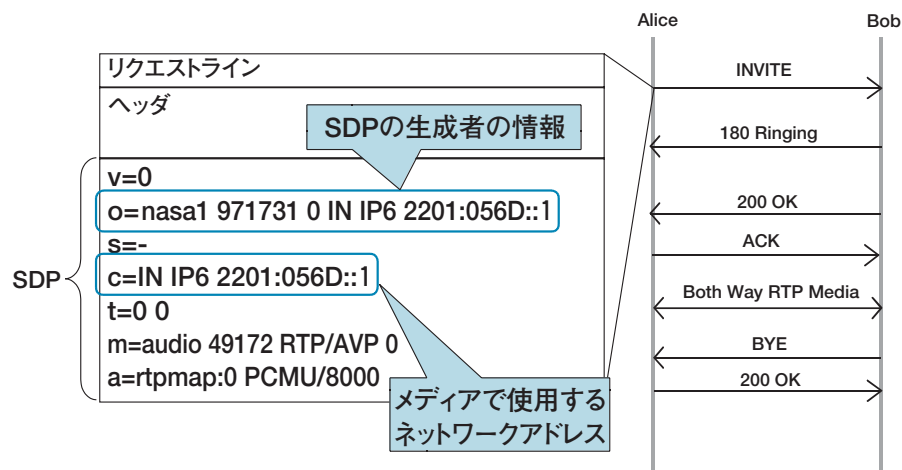 リクエストライン
ヘッダ
SDPの生成者の情報
SDP
v=0
o=nasa1 971731 0 IN IP6 2201:056D::1
s=-
c=IN IP6 2201:056D::1
t=0 0
m=audio 49172 RTP/AVP 0
a=rtpmap:0 PCMU/8000
メディアで使用する
ネットワークアドレス
Alice
Bob
INVITE
180 Ringing
200 OK
ACK
Both Way RTP Media
BYE
200 OK